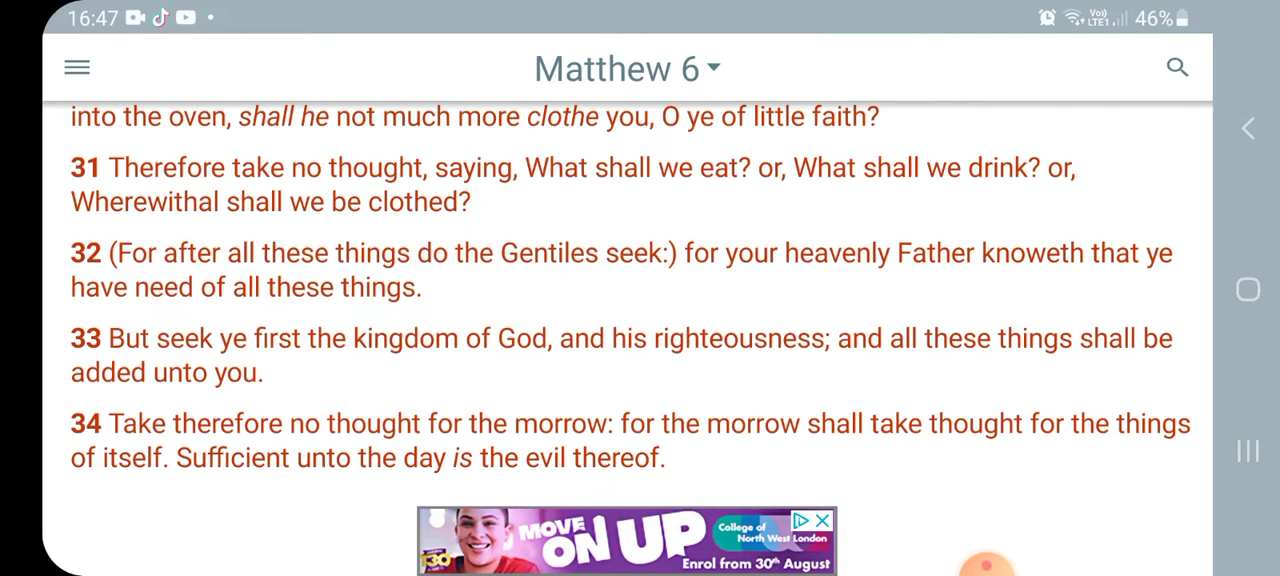 16:47
Vo)) LTE1 46%
Matthew 6
into the oven, shall he not much more clothe you, O ye of little faith?
31 Therefore take no thought, saying, What shall we eat? or, What shall we drink? or,
Wherewithal shall we be clothed?
32 (For after all these things do the Gentiles seek:) for your heavenly Father knoweth that ye
have need of all these things.
33 But seek ye first the kingdom of God, and his righteousness; and all these things shall be
added unto you.
34 Take therefore no thought for the morrow: for the morrow shall take thought for the things
of itself. Sufficient unto the day is the evil thereof.
MOVE
ON UP
College of
North West London
Enrol from 30th August
130